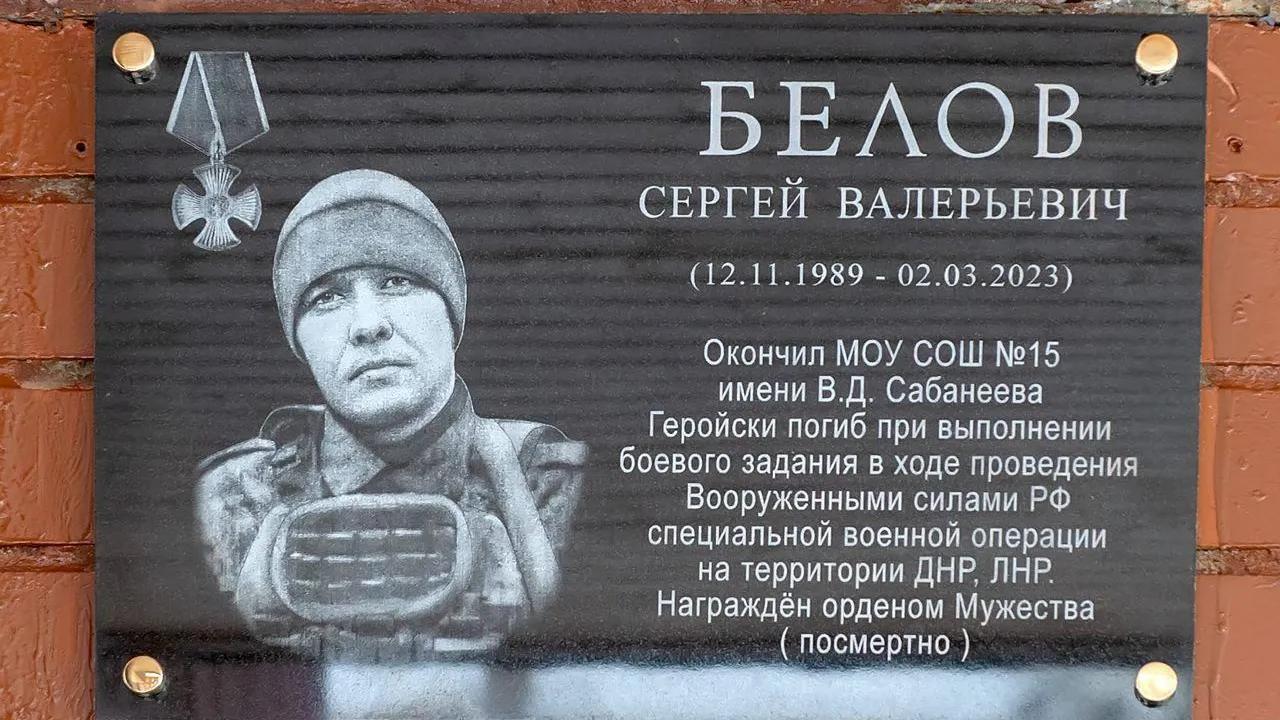 БЕЛОВ
СЕРГЕЙ ВАЛЕРЬЕВИЧ
(12.11.1989 - 02.03.2023)
Окончил МОУ СОШ №15
имени В.Д. Сабанеева
Геройски погиб при выполнении
боевого задания в ходе проведения
Вооруженными силами РФ
специальной военной операции
на территории ДНР, ЛНР.
Награждён орденом Мужества
( посмертно )